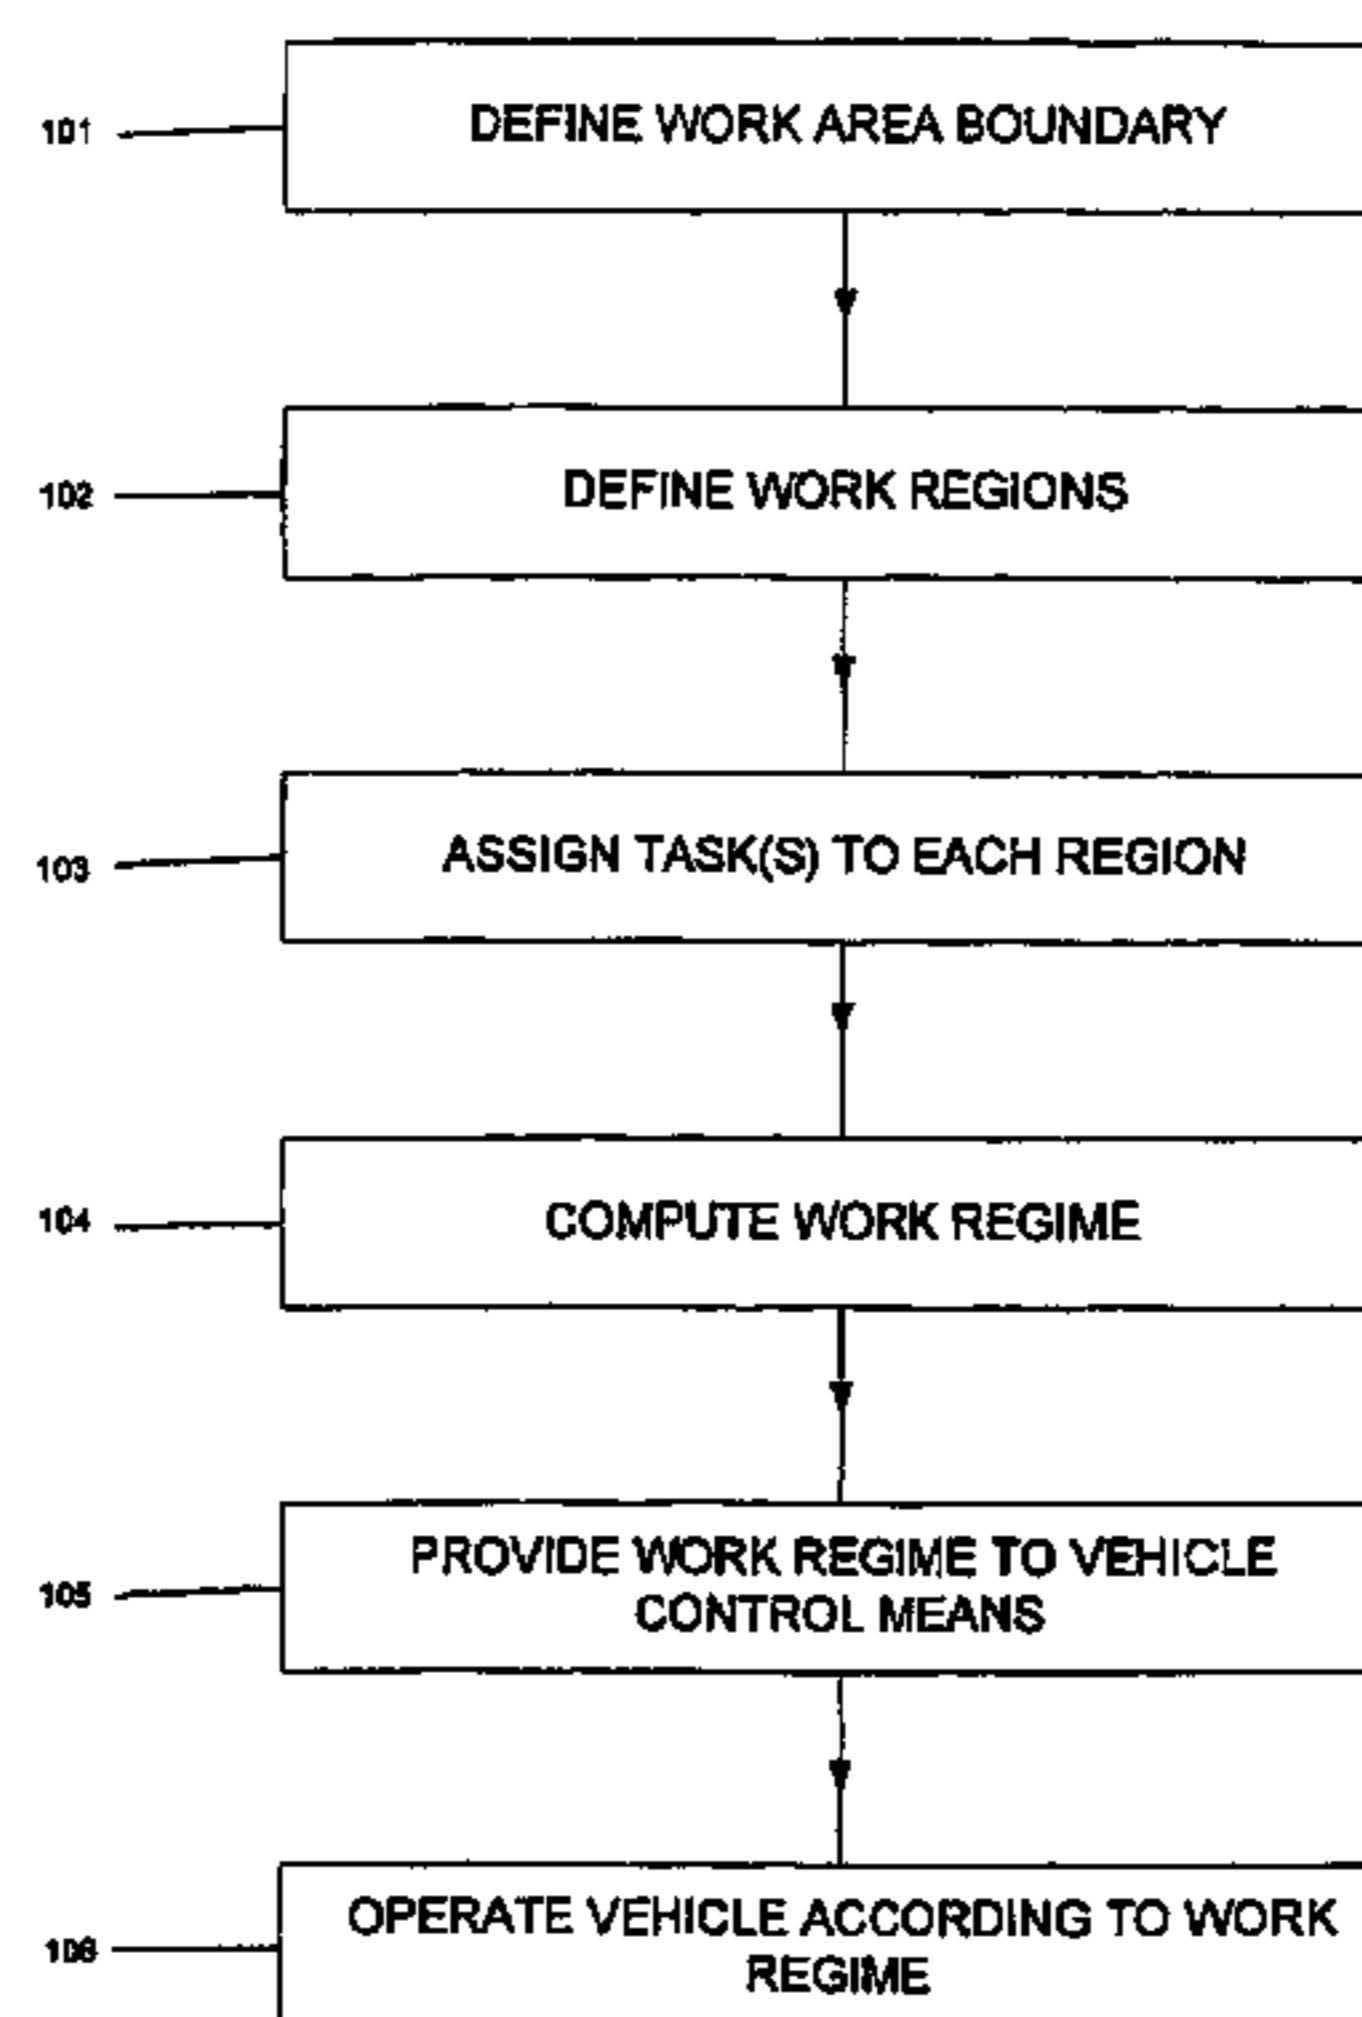 101 DEFINE WORK AREA BOUNDARY
102 DEFINE WORK REGIONS
103 ASSIGN TASK(S) TO EACH REGION
104 COMPUTE WORK REGIME
105 PROVIDE WORK REGIME TO VEHICLE
CONTROL MEANS
106 OPERATE VEHICLE ACCORDING TO WORK
REGIME